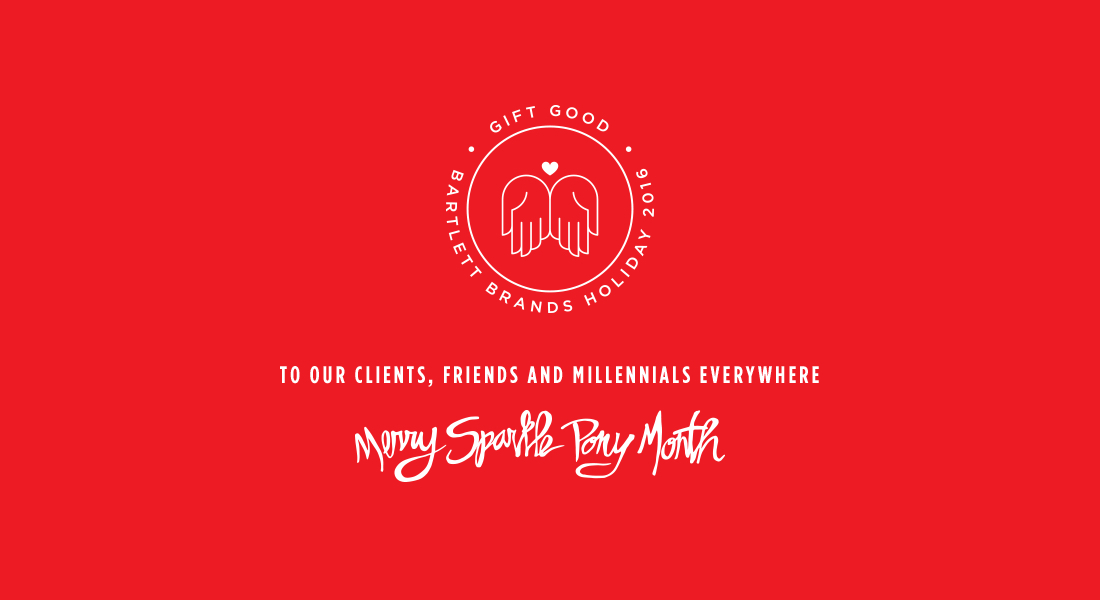 GIFT GOOD
BARTLETT BRANDS HOLIDAY 2016
TO OUR CLIENTS, FRIENDS AND MILLENNIALS EVERYWHERE
Merry Sparkle Pony Month